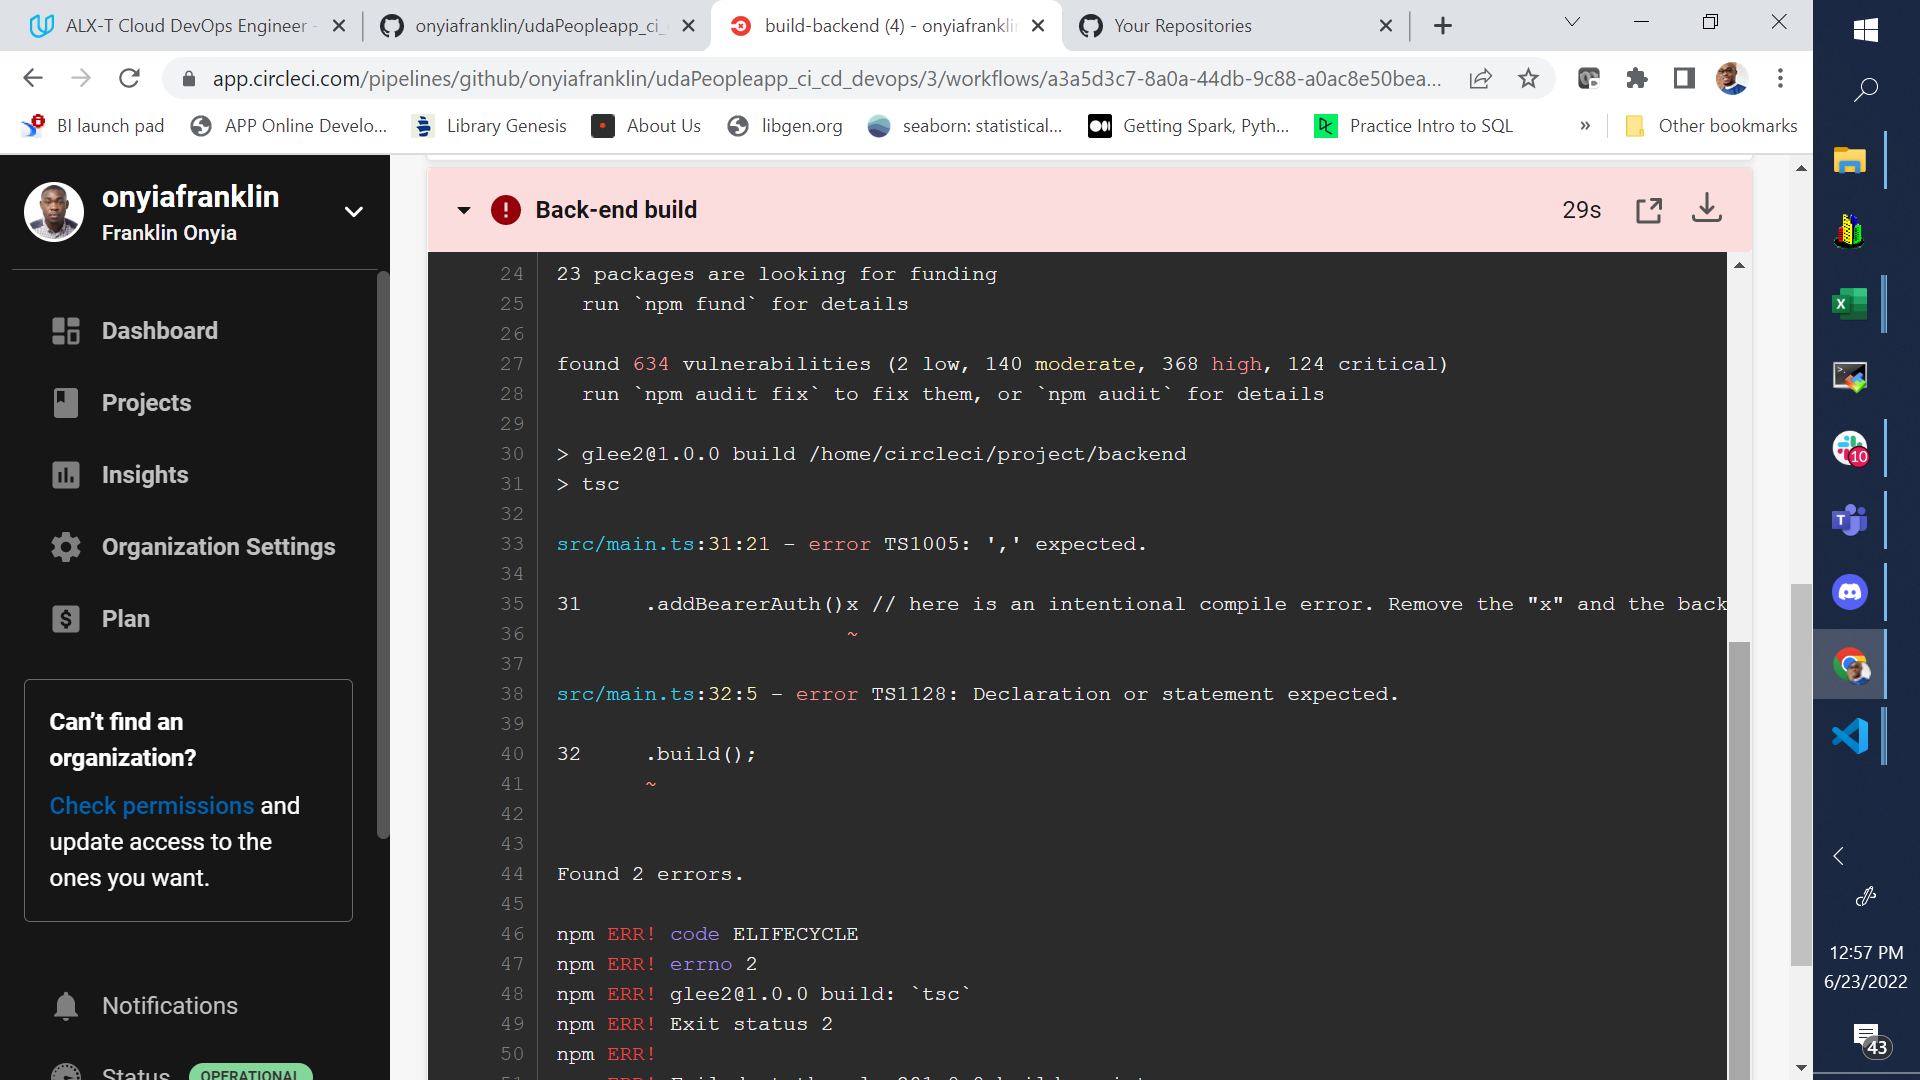 ALX-T Cloud DevOps Engineer -
onyiafranklin/udaPeopleapp_ci_
build-backend (4) - onyiafranklin
Your Repositories
app.circleci.com/pipelines/github/onyiafranklin/udaPeopleapp_ci_cd_devops/3/workflows/a3a5d3c7-8a0a-44db-9c88-a0ac8e50bea...
BI launch pad
APP Online Develo...
Library Genesis
About Us
libgen.org
seaborn: statistical...
Getting Spark, Pyth...
Practice Intro to SQL
»
Other bookmarks
onyiafranklin
Franklin Onyia
Dashboard
Projects
Insights
Organization Settings
Plan
Can't find an
organization?
Check permissions and
update access to the
ones you want.
Notifications
Status OPERATIONAL
Back-end build
29s
24 23 packages are looking for funding
25 run `npm fund` for details
26
27 found 634 vulnerabilities (2 low, 140 moderate, 368 high, 124 critical)
28 run `npm audit fix` to fix them, or `npm audit` for details
29
30 > glee2@1.0.0 build /home/circleci/project/backend
31 > tsc
32
33 src/main.ts:31:21 - error TS1005: ',' expected.
34
35 31 .addBearerAuth()x // here is an intentional compile error. Remove the "x" and the back
36 ~
37
38 src/main.ts:32:5 - error TS1128: Declaration or statement expected.
39
40 32 .build();
41 ~
42
43
44 Found 2 errors.
45
46 npm ERR! code ELIFECYCLE
47 npm ERR! errno 2
48 npm ERR! glee2@1.0.0 build: `tsc`
49 npm ERR! Exit status 2
50 npm ERR!
10
12:57 PM
6/23/2022
43